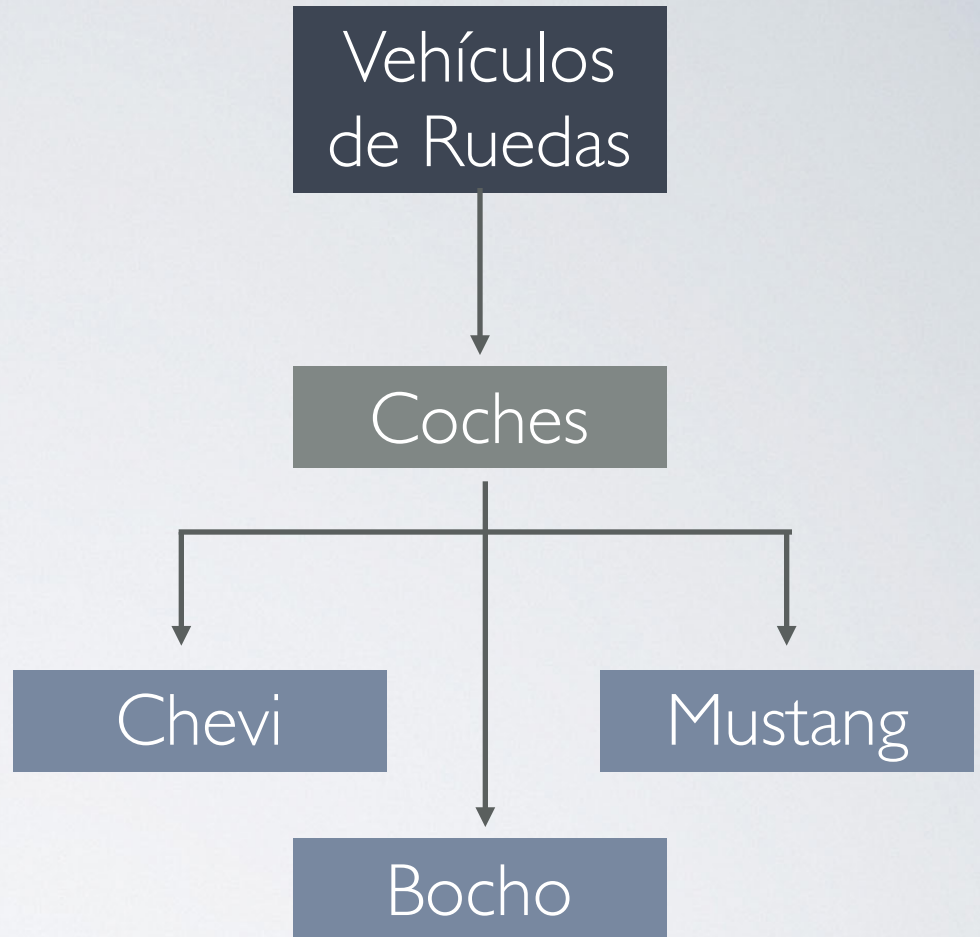 Vehículos
de Ruedas
Coches
Chevi
Mustang
Bocho